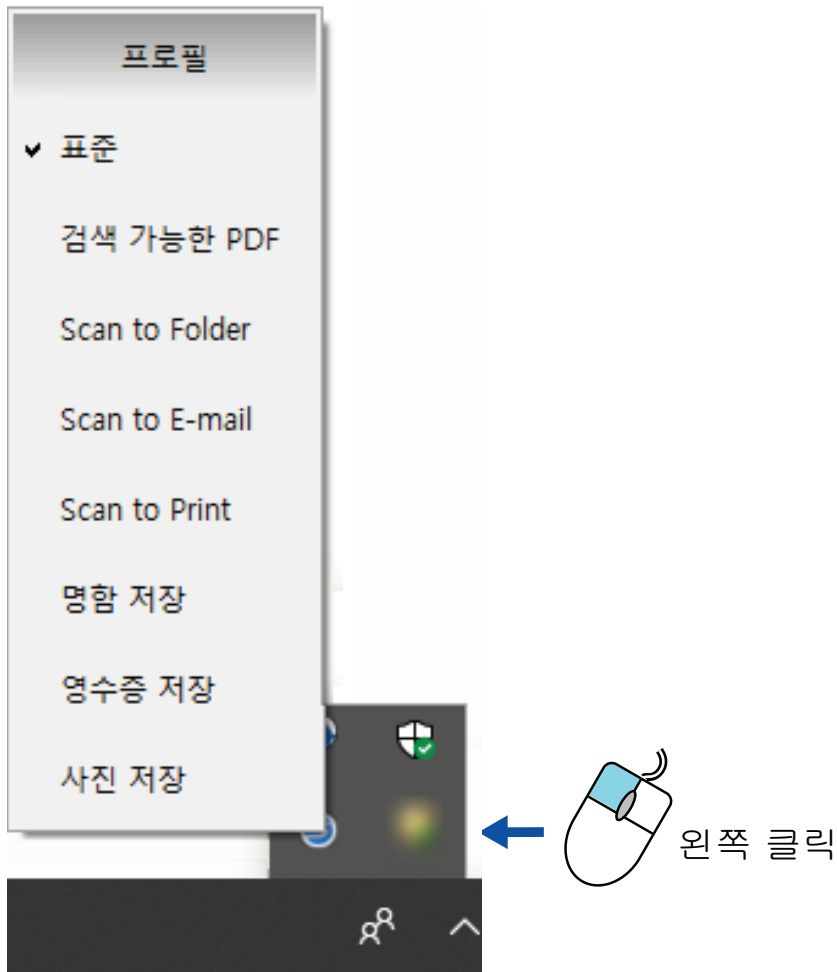 프로필
표준
검색 가능한 PDF
Scan to Folder
Scan to E-mail
Scan to Print
명함 저장
영수증 저장
사진 저장
왼쪽 클릭